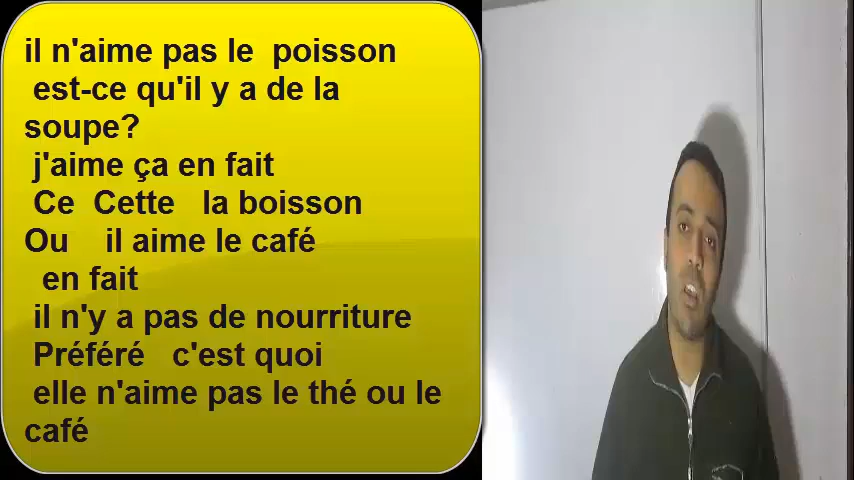 il n'aime pas le poisson
est-ce qu'il y a de la
soupe?
j'aime ça en fait
Ce Cette la boisson
Ou il aime le café
en fait
il n'y a pas de nourriture
Préféré c'est quoi
elle n'aime pas le thé ou le
café